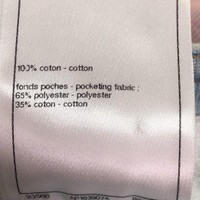 100% coton - cotton
fonds poches - pocketing fabric :
65% polyester - polyester
35% coton - cotton